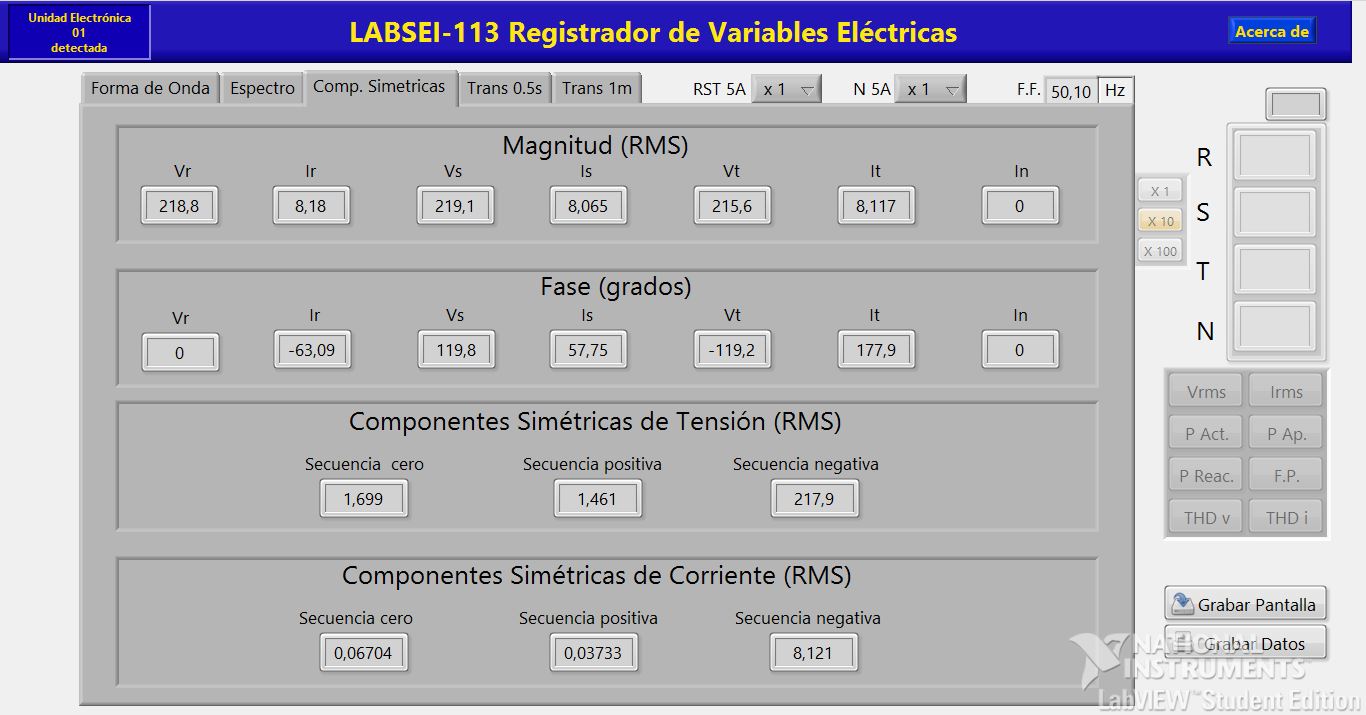 Unidad Electrónica
01
detectada
LABSEI-113 Registrador de Variables Eléctricas
Acerca de
Forma de Onda Espectro Comp. Simetricas Trans 0.5s Trans 1m RST 5A x 1 N 5A x 1 F.F. 50,10 Hz
Magnitud (RMS)
Vr Ir Vs Is Vt It In
218,8 8,18 219,1 8,065 215,6 8,117 0
Fase (grados)
Vr Ir Vs Is Vt It In
0 -63,09 119,8 57,75 -119,2 177,9 0
Componentes Simétricas de Tensión (RMS)
Secuencia cero Secuencia positiva Secuencia negativa
1,699 1,461 217,9
Componentes Simétricas de Corriente (RMS)
Secuencia cero Secuencia positiva Secuencia negativa
0,06704 0,03733 8,121
X 1
X 10
X 100
R
S
T
N
Vrms Irms
P Act. P Ap.
P Reac. F.P.
THD v THD i
Grabar Pantalla
Grabar Datos
NATIONAL
INSTRUMENTS™
LabVIEW™ Student Edition